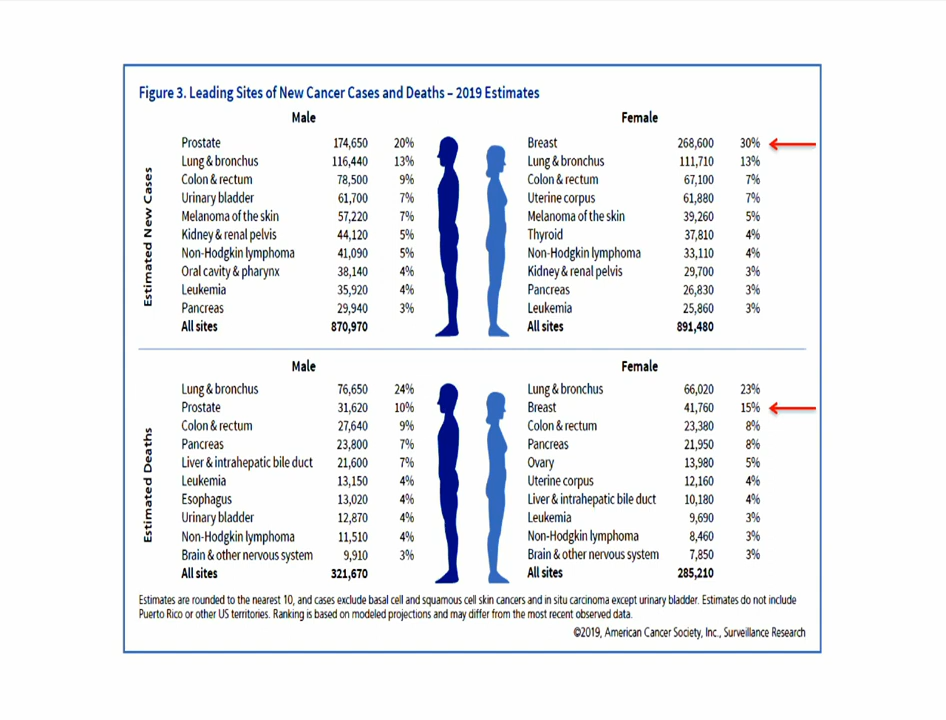 Figure 3. Leading Sites of New Cancer Cases and Deaths – 2019 Estimates
Male Female
Estimated New Cases
Prostate 174,650 20% Breast 268,600 30%
Lung & bronchus 116,440 13% Lung & bronchus 111,710 13%
Colon & rectum 78,500 9% Colon & rectum 67,100 7%
Urinary bladder 61,700 7% Uterine corpus 61,880 7%
Melanoma of the skin 57,220 7% Melanoma of the skin 39,260 5%
Kidney & renal pelvis 44,120 5% Thyroid 37,810 4%
Non-Hodgkin lymphoma 41,090 5% Non-Hodgkin lymphoma 33,110 4%
Oral cavity & pharynx 38,140 4% Kidney & renal pelvis 29,700 3%
Leukemia 35,920 4% Pancreas 26,830 3%
Pancreas 29,940 3% Leukemia 25,860 3%
All sites 870,970 All sites 891,480
Male Female
Estimated Deaths
Lung & bronchus 76,650 24% Lung & bronchus 66,020 23%
Prostate 31,620 10% Breast 41,760 15%
Colon & rectum 27,640 9% Colon & rectum 23,380 8%
Pancreas 23,800 7% Pancreas 21,950 8%
Liver & intrahepatic bile duct 21,600 7% Ovary 13,980 5%
Leukemia 13,150 4% Uterine corpus 12,160 4%
Esophagus 13,020 4% Liver & intrahepatic bile duct 10,180 4%
Urinary bladder 12,870 4% Leukemia 9,690 3%
Non-Hodgkin lymphoma 11,510 4% Non-Hodgkin lymphoma 8,460 3%
Brain & other nervous system 9,910 3% Brain & other nervous system 7,850 3%
All sites 321,670 All sites 285,210
Estimates are rounded to the nearest 10, and cases exclude basal cell and squamous cell skin cancers and in situ carcinoma except urinary bladder. Estimates do not include
Puerto Rico or other US territories. Ranking is based on modeled projections and may differ from the most recent observed data.
©2019, American Cancer Society, Inc., Surveillance Research